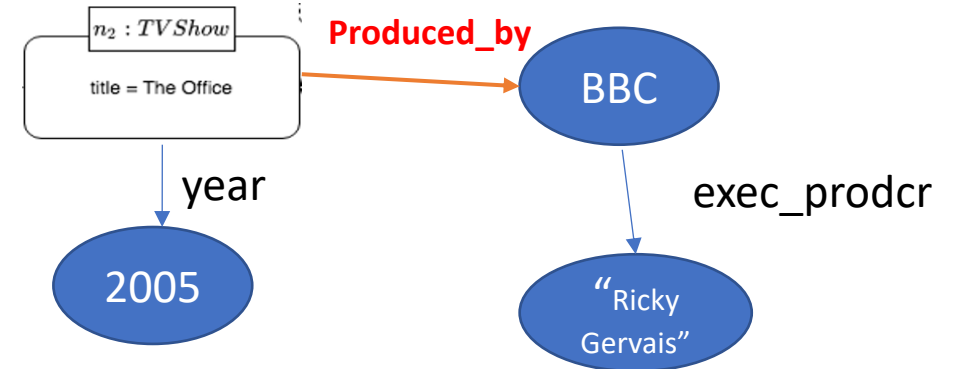 n₂ : TVShow
Produced_by
title = The Office
BBC
year
exec_prodcr
2005
“Ricky
Gervais”